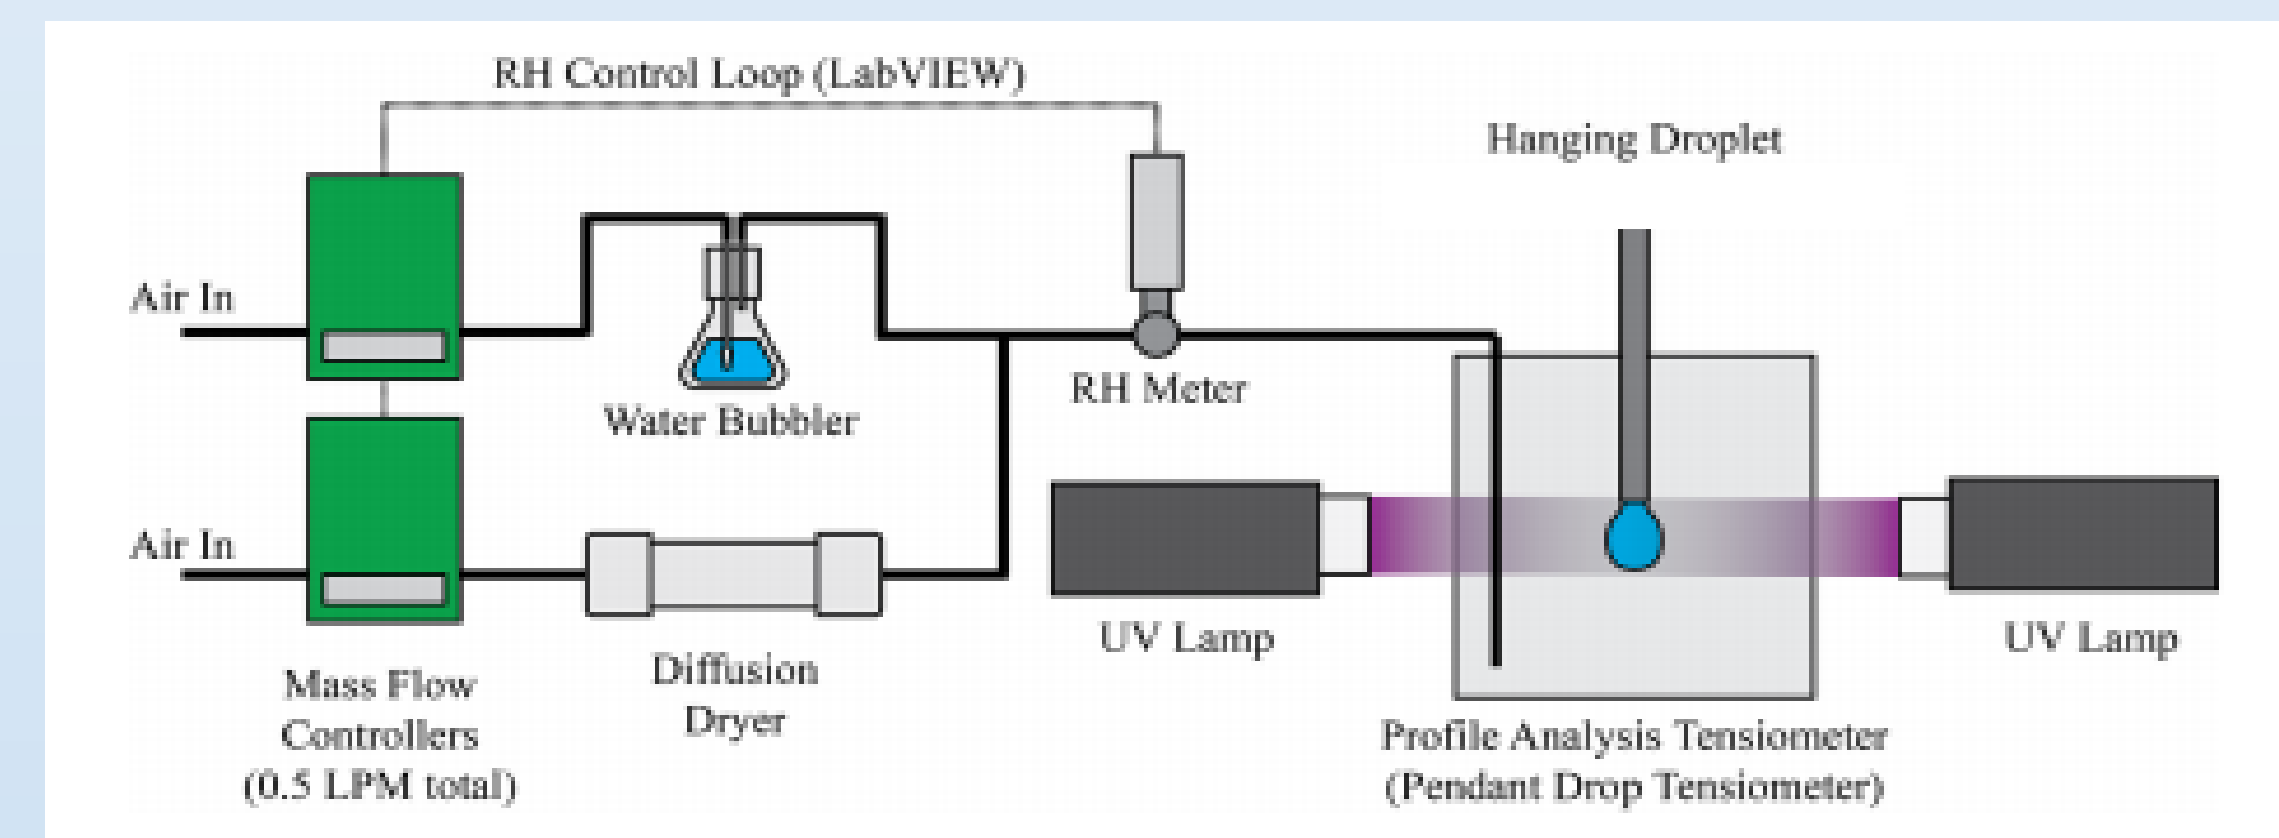 RH Control Loop (LabVIEW)
Hanging Droplet
Air In
Water Bubbler
RH Meter
Air In
UV Lamp
UV Lamp
Mass Flow
Controllers
(0.5 LPM total)
Diffusion
Dryer
Profile Analysis Tensiometer
(Pendant Drop Tensiometer)